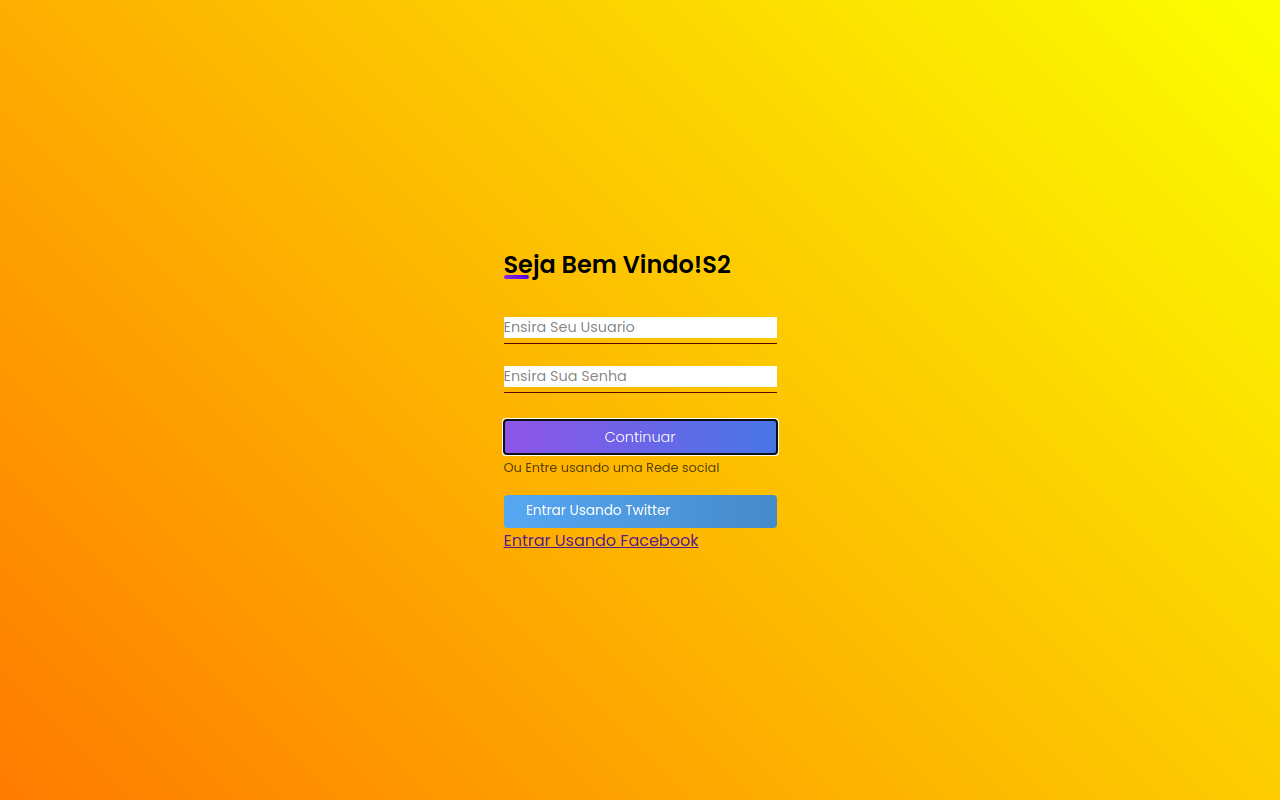 Seja Bem Vindo!S2
Ensira Seu Usuario
Ensira Sua Senha
Continuar
Ou Entre usando uma Rede social
Entrar Usando Twitter
Entrar Usando Facebook